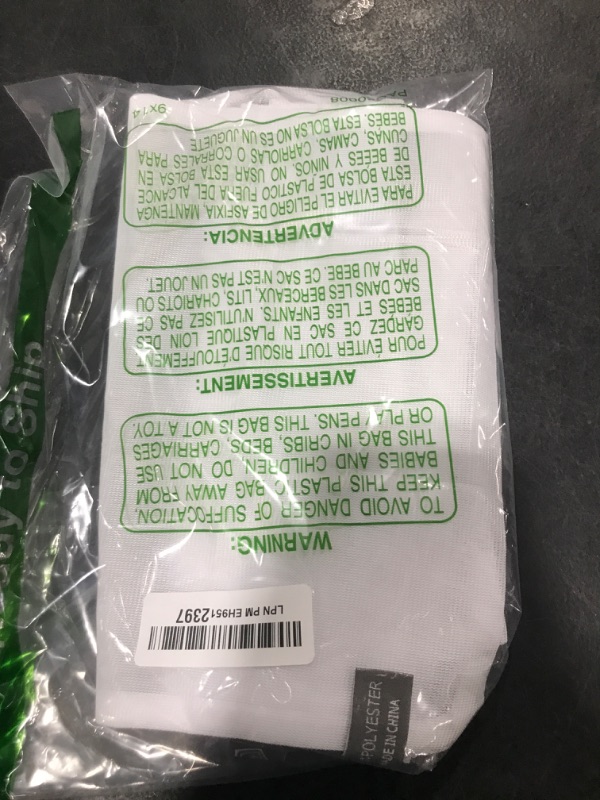 WARNING:
TO AVOID DANGER OF SUFFOCATION,
KEEP THIS PLASTIC BAG AWAY FROM
BABIES AND CHILDREN. DO NOT USE
THIS BAG IN CRIBS, BEDS, CARRIAGES
OR PLAY PENS. THIS BAG IS NOT A TOY.
AVERTISSEMENT:
POUR ÉVITER TOUT RISQUE D'ÉTOUFFEMENT
GARDEZ CE SAC EN PLASTIQUE LOIN DES
BEBÉS ET LES ENFANTS. N'UTILISEZ PAS CE
SAC DANS LES BERCEAUX, LITS, CHARIOTS OU
PARC AU BEBE. CE SAC N'EST PAS UN JOUET.
ADVERTENCIA:
PARA EVITAR EL PELIGRO DE ASFIXIA, MANTENGA
ESTA BOLSA DE PLASTICO FUERA DEL ALCANCE
DE BEBES Y NIÑOS. NO USAR ESTA BOLSA EN
CUNAS, CAMAS, CARRIOLAS O CORRALES PARA
BEBES. ESTA BOLSA NO ES UN JUGUETE
9x14
LPN PM EH9512397
POLYESTER
DE IN CHINA
to Ship